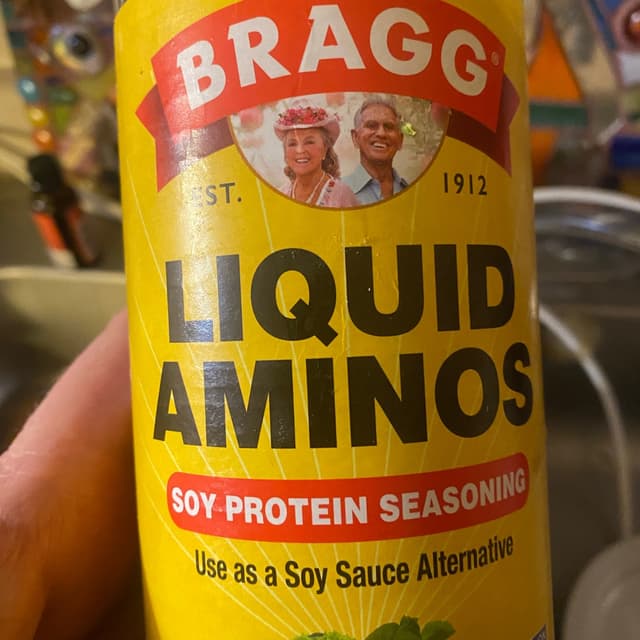 BRAGG®
EST. 1912
LIQUID
AMINOS
SOY PROTEIN SEASONING
Use as a Soy Sauce Alternative